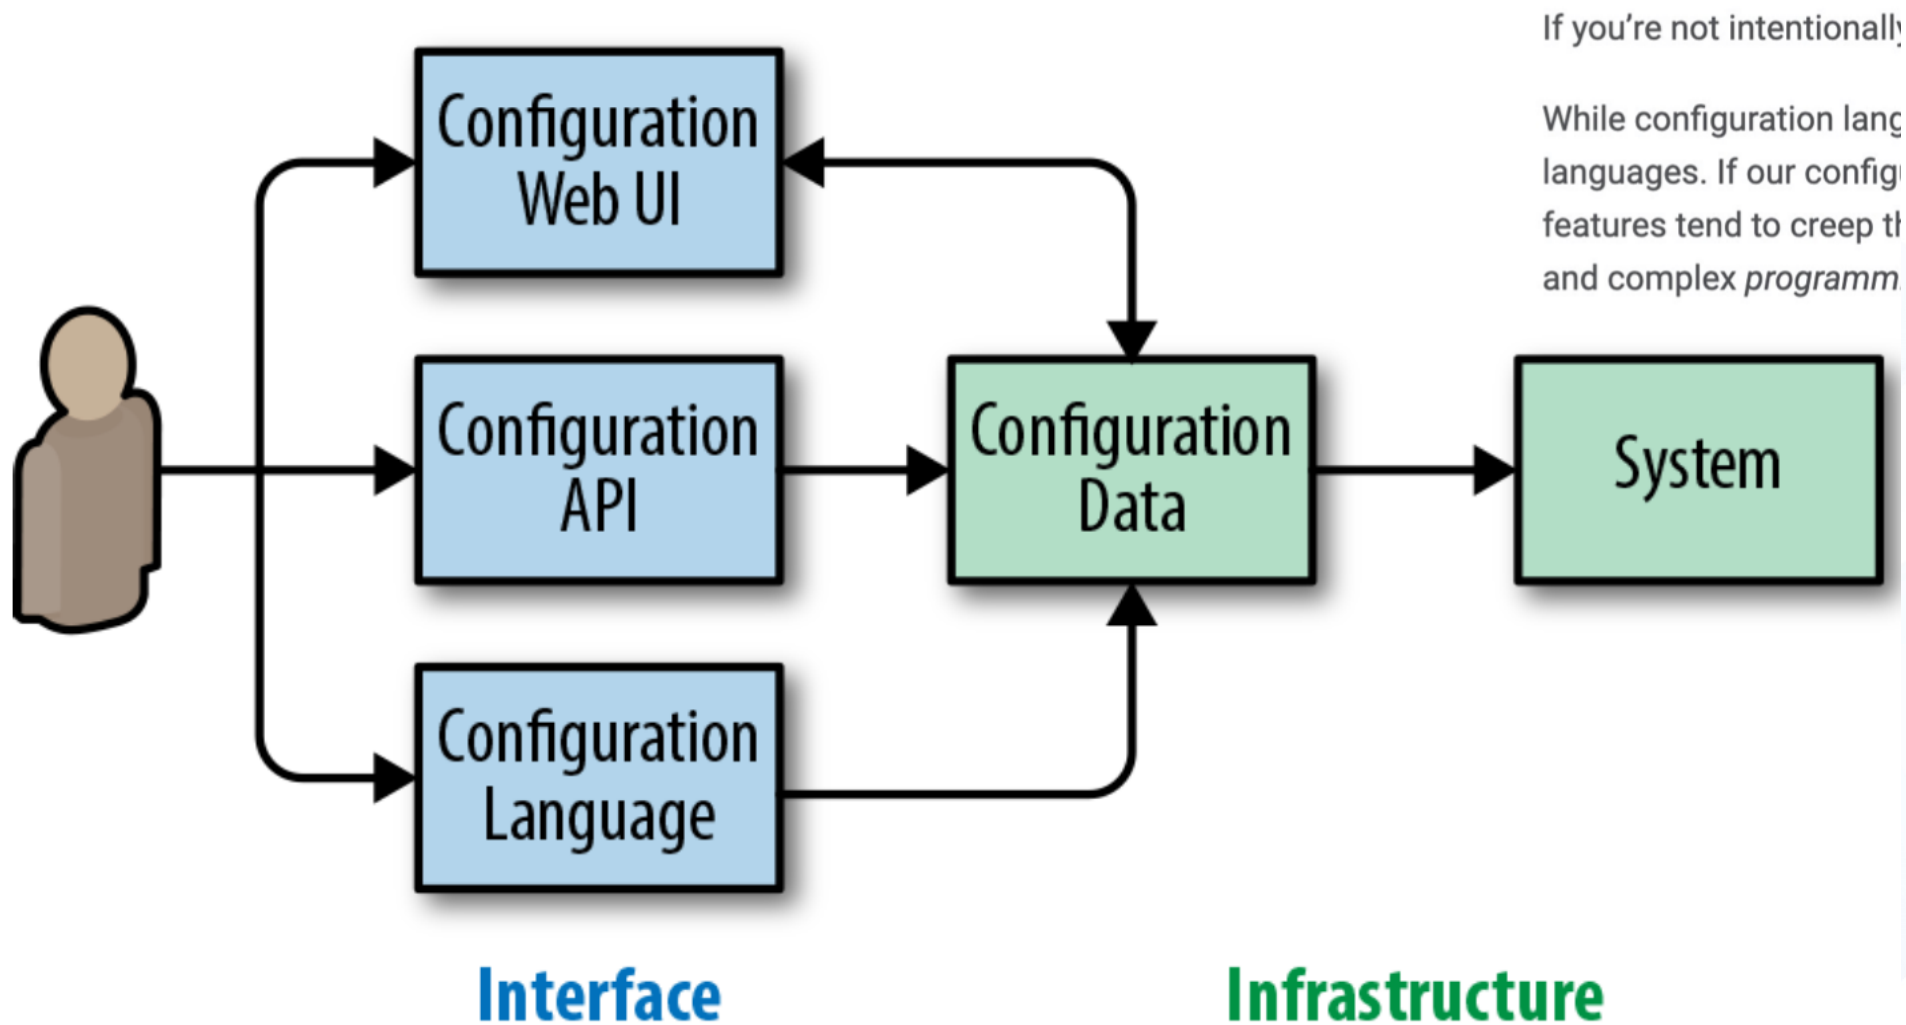 If you’re not intentionally
While configuration lang
languages. If our config
features tend to creep
and complex programm
Configuration
Web UI
Configuration
API
Configuration
Data
System
Configuration
Language
Interface
Infrastructure